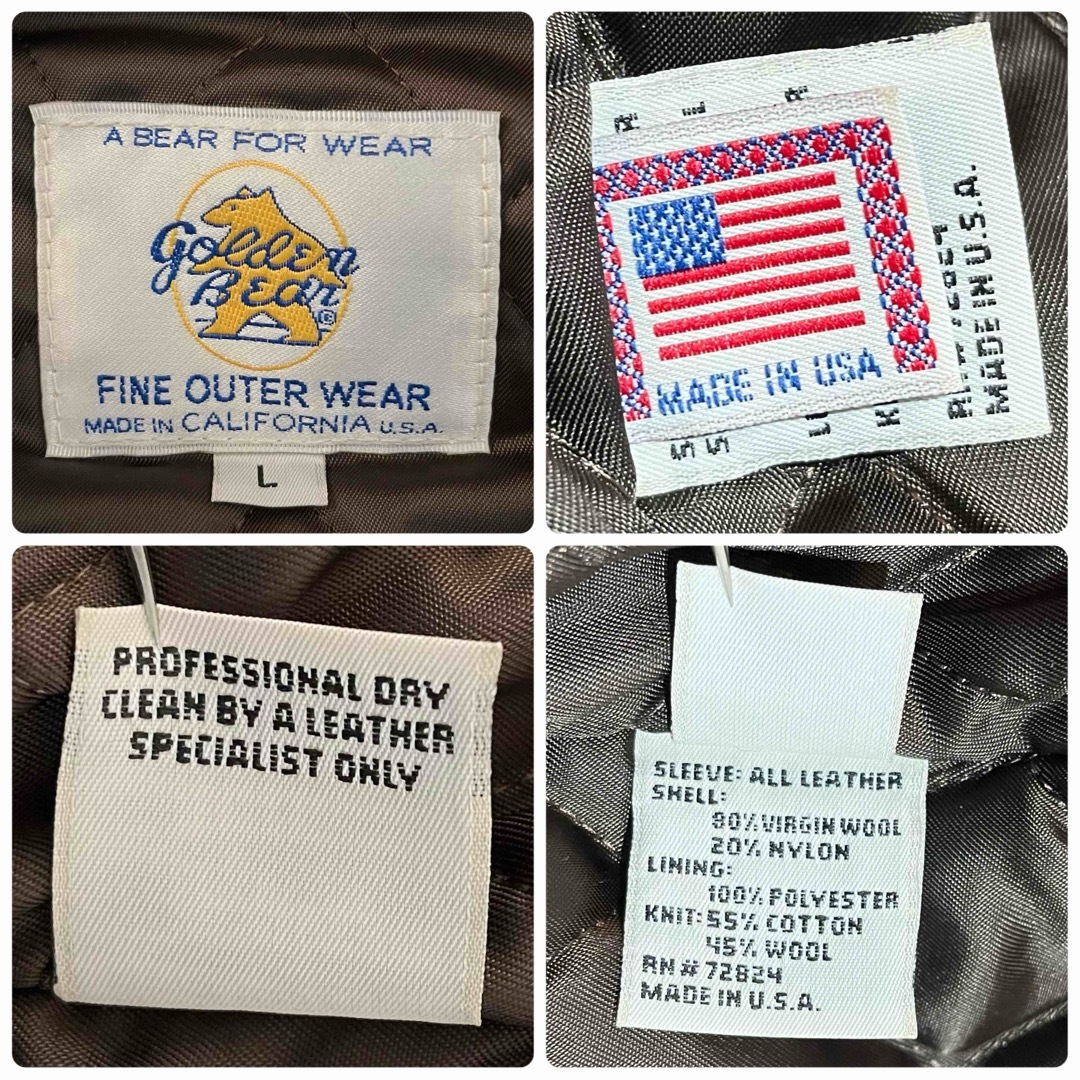 A BEAR FOR WEAR
Golden
Bear
®
FINE OUTER WEAR
MADE IN CALIFORNIA U.S.A.
L
MADE IN USA
MADE IN U.S.A.
PROFESSIONAL DRY
CLEAN BY A LEATHER
SPECIALIST ONLY
SLEEVE: ALL LEATHER
SHELL:
80% VIRGIN WOOL
20% NYLON
LINING:
100% POLYESTER
KNIT: 55% COTTON
45% WOOL
RN# 72824
MADE IN U.S.A.